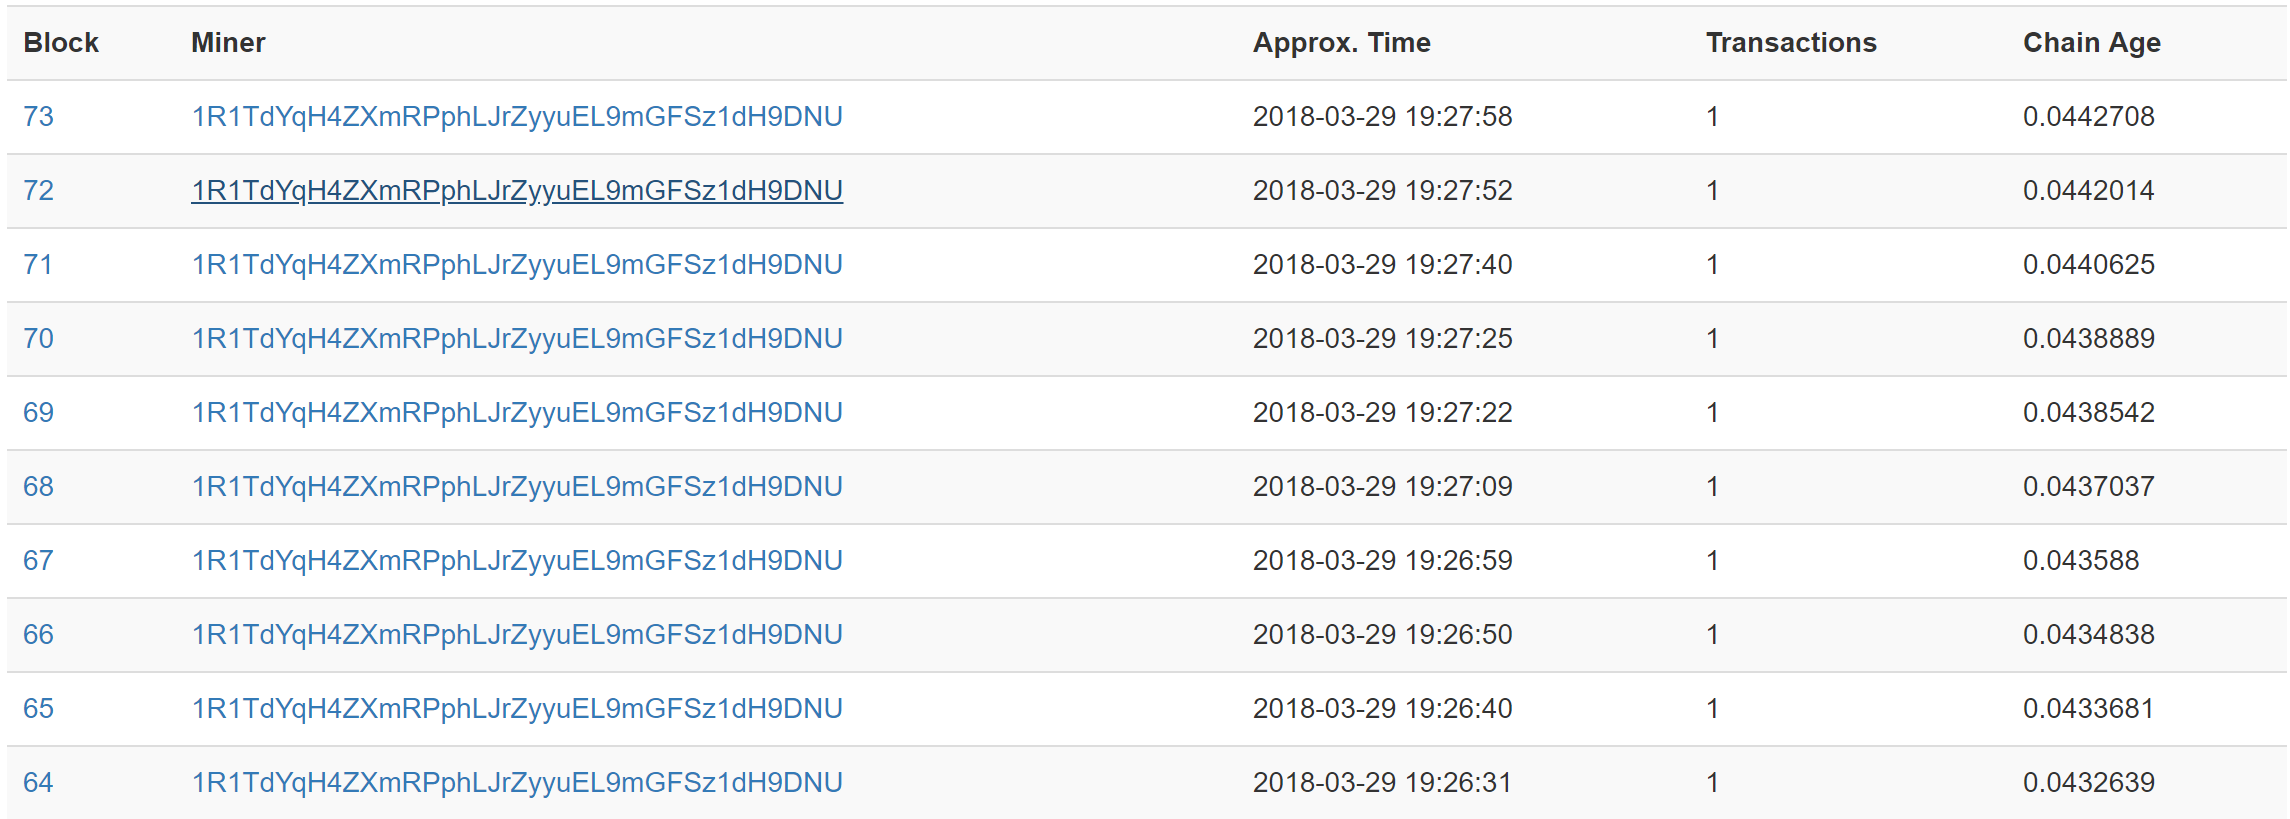 Block Miner Approx. Time Transactions Chain Age
73 1R1TdYqH4ZXmRPphLJrZyyuEL9mGFSz1dH9DNU 2018-03-29 19:27:58 1 0.0442708
72 1R1TdYqH4ZXmRPphLJrZyyuEL9mGFSz1dH9DNU 2018-03-29 19:27:52 1 0.0442014
71 1R1TdYqH4ZXmRPphLJrZyyuEL9mGFSz1dH9DNU 2018-03-29 19:27:40 1 0.0440625
70 1R1TdYqH4ZXmRPphLJrZyyuEL9mGFSz1dH9DNU 2018-03-29 19:27:25 1 0.0438889
69 1R1TdYqH4ZXmRPphLJrZyyuEL9mGFSz1dH9DNU 2018-03-29 19:27:22 1 0.0438542
68 1R1TdYqH4ZXmRPphLJrZyyuEL9mGFSz1dH9DNU 2018-03-29 19:27:09 1 0.0437037
67 1R1TdYqH4ZXmRPphLJrZyyuEL9mGFSz1dH9DNU 2018-03-29 19:26:59 1 0.043588
66 1R1TdYqH4ZXmRPphLJrZyyuEL9mGFSz1dH9DNU 2018-03-29 19:26:50 1 0.0434838
65 1R1TdYqH4ZXmRPphLJrZyyuEL9mGFSz1dH9DNU 2018-03-29 19:26:40 1 0.0433681
64 1R1TdYqH4ZXmRPphLJrZyyuEL9mGFSz1dH9DNU 2018-03-29 19:26:31 1 0.0432639